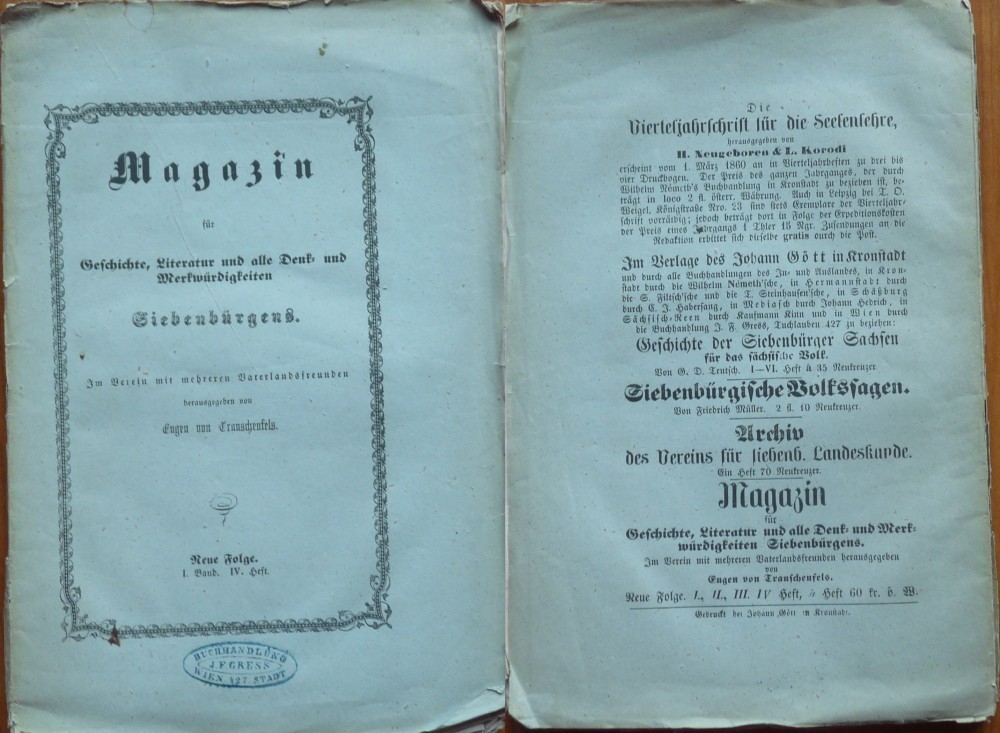 Magazin
für
Geschichte, Literatur und alle Denk- und
Merkwürdigkeiten
Siebenbürgens.
Im Verein mit mehreren Vaterlandsfreunden
herausgegeben von
Eugen von Trauschenfels.
Neue Folge.
I. Band. IV. Heft.
BUCHHANDLUNG
J. F. GRESS
WIEN 427 STADT
Die
Vierteljahrschrift für die Seelenlehre,
herausgegeben von
H. Neugeboren & L. Korodi
erscheint vom 1. März 1860 an in Vierteljahrheften zu drei bis
vier Druckbogen. Der Preis des ganzen Jahrganges, der durch
Wilhelm Németh's Buchhandlung in Kronstadt zu beziehen ist, be-
trägt in loco 2 fl. österr. Währung. Auch in Leipzig bei T. O.
Weigel, Königstraße Nro. 23 sind stets Exemplare der Vierteljahr-
schrift vorräthig; jedoch beträgt dort in Folge der Expeditionskosten
der Preis eines Jahrgangs 1 Thlr 15 Ngr. Zusendungen an die
Redaktion erbittet sich dieselbe gratis durch die Post.
Im Verlage des Johann Gött in Kronstadt
und durch alle Buchhandlungen des In- und Auslandes, in Kron-
stadt durch die Wilhelm Németh'sche, in Hermannstadt durch
die S. Filtsch'sche und die T. Steinhausen'sche, in Schäßburg
durch C. J. Habersang, in Mediasch durch Johann Hedrich, in
Sächsisch-Reen durch Kaufmann Kinn und in Wien durch
die Buchhandlung J. F. Gress, Tuchlauben 427 zu beziehen:
Geschichte der Siebenbürger Sachsen
für das sächsische Volk.
Von G. D. Teutsch. I—VI. Heft à 35 Neukreuzer
Siebenbürgische Volkssagen.
Von Friedrich Müller. 2 fl. 10 Neukreuzer.
Archiv
des Vereins für siebenb. Landeskunde.
Ein Heft 70 Neukreuzer.
Magazin
für
Geschichte, Literatur und alle Denk- und Merk-
würdigkeiten Siebenbürgens.
Im Verein mit mehreren Vaterlandsfreunden herausgegeben
von
Eugen von Trauschenfels.
Neue Folge. I., II., III. IV Heft, à Heft 60 kr. ö. W.
Gedruckt bei Johann Gött in Kronstadt.